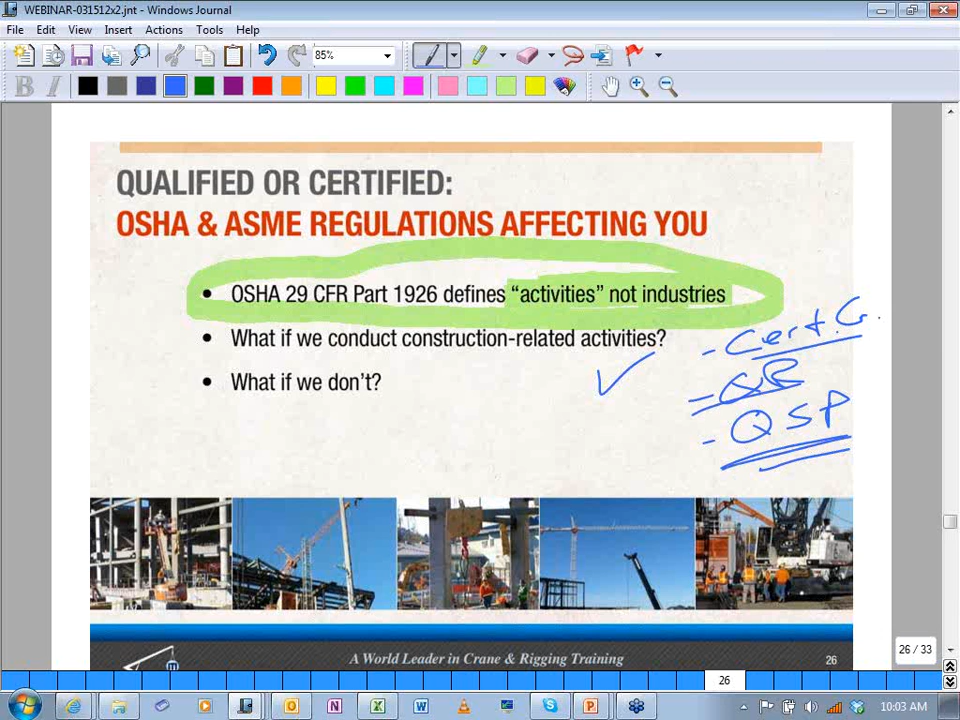 WEBINAR-031512x2.jnt - Windows Journal
File Edit View Insert Actions Tools Help
85%
B I
QUALIFIED OR CERTIFIED:
OSHA & ASME REGULATIONS AFFECTING YOU
• OSHA 29 CFR Part 1926 defines “activities” not industries
• What if we conduct construction-related activities?
• What if we don’t?
- Cert. G.
- QR
- QSP
A World Leader in Crane & Rigging Training
26
26 / 33
26
10:03 AM